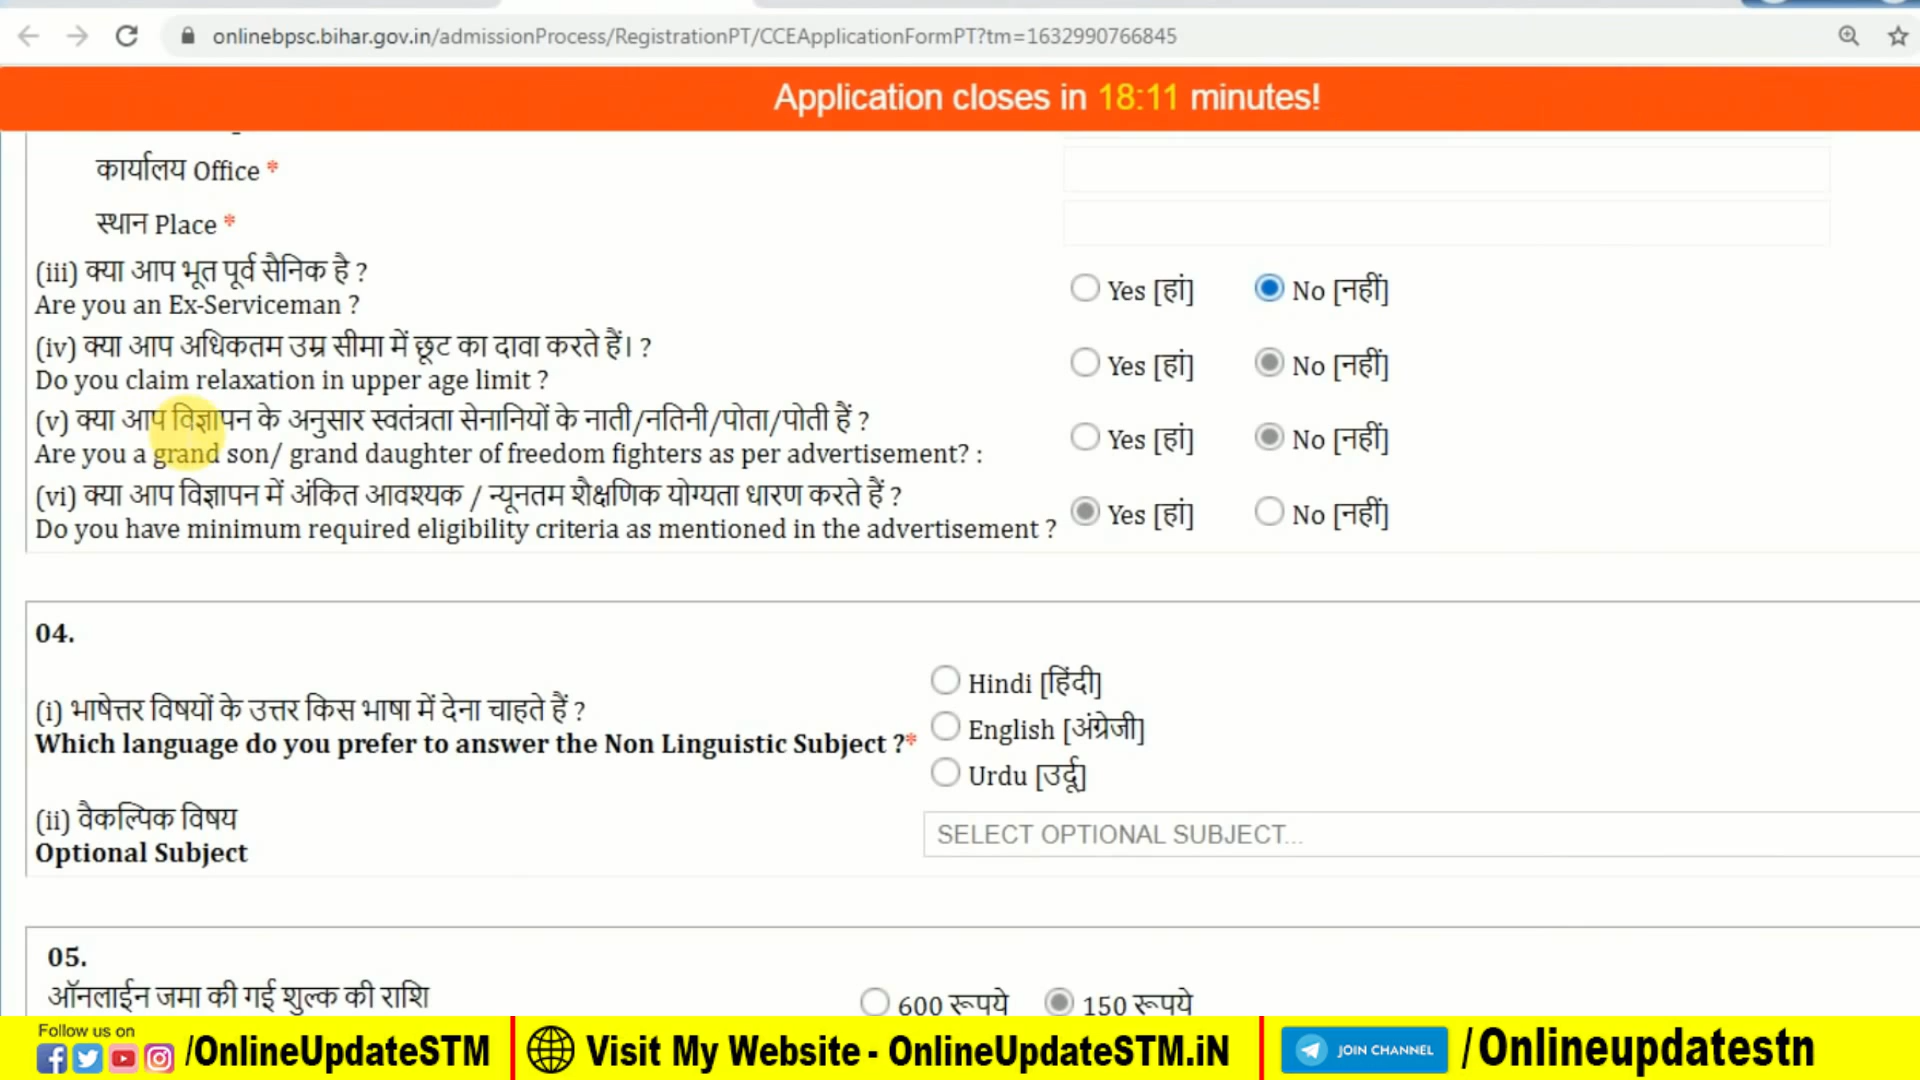 onlinebpsc.bihar.gov.in/admissionProcess/RegistrationPT/CCEApplicationFormPT?tm=1632990766845
Application closes in 18:11 minutes!
कार्यालय Office *
स्थान Place *
(iii) क्या आप भूत पूर्व सैनिक है ?
Are you an Ex-Serviceman ?
Yes [हां] No [नहीं]
(iv) क्या आप अधिकतम उम्र सीमा में छूट का दावा करते हैं। ?
Do you claim relaxation in upper age limit ?
Yes [हां] No [नहीं]
(v) क्या आप विज्ञापन के अनुसार स्वतंत्रता सेनानियों के नाती/नतिनी/पोता/पोती हैं ?
Are you a grand son/ grand daughter of freedom fighters as per advertisement? :
Yes [हां] No [नहीं]
(vi) क्या आप विज्ञापन में अंकित आवश्यक / न्यूनतम शैक्षणिक योग्यता धारण करते हैं ?
Do you have minimum required eligibility criteria as mentioned in the advertisement ?
Yes [हां] No [नहीं]
04.
(i) भाषेत्तर विषयों के उत्तर किस भाषा में देना चाहते हैं ?
Which language do you prefer to answer the Non Linguistic Subject ?*
Hindi [हिंदी]
English [अंग्रेजी]
Urdu [उर्दू]
(ii) वैकल्पिक विषय
Optional Subject
SELECT OPTIONAL SUBJECT...
05.
ऑनलाईन जमा की गई शुल्क की राशि
600 रूपये 150 रूपये
Follow us on
/OnlineUpdateSTM
Visit My Website - OnlineUpdateSTM.iN
JOIN CHANNEL
/Onlineupdatestn